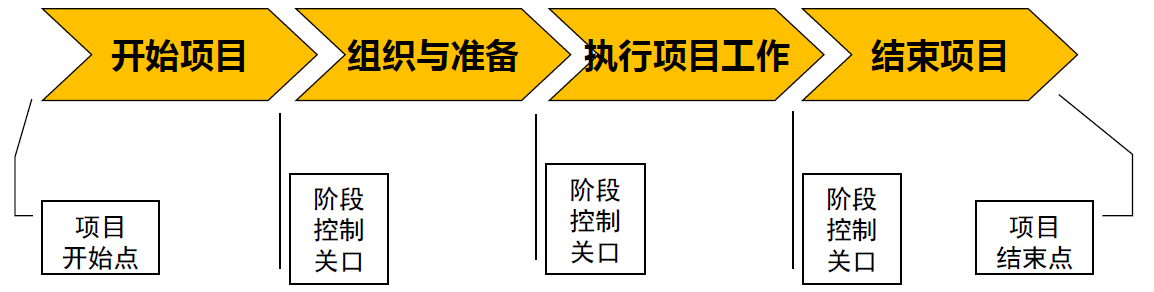 开始项目
组织与准备
执行项目工作
结束项目
项目
开始点
阶段
控制
关口
阶段
控制
关口
阶段
控制
关口
项目
结束点